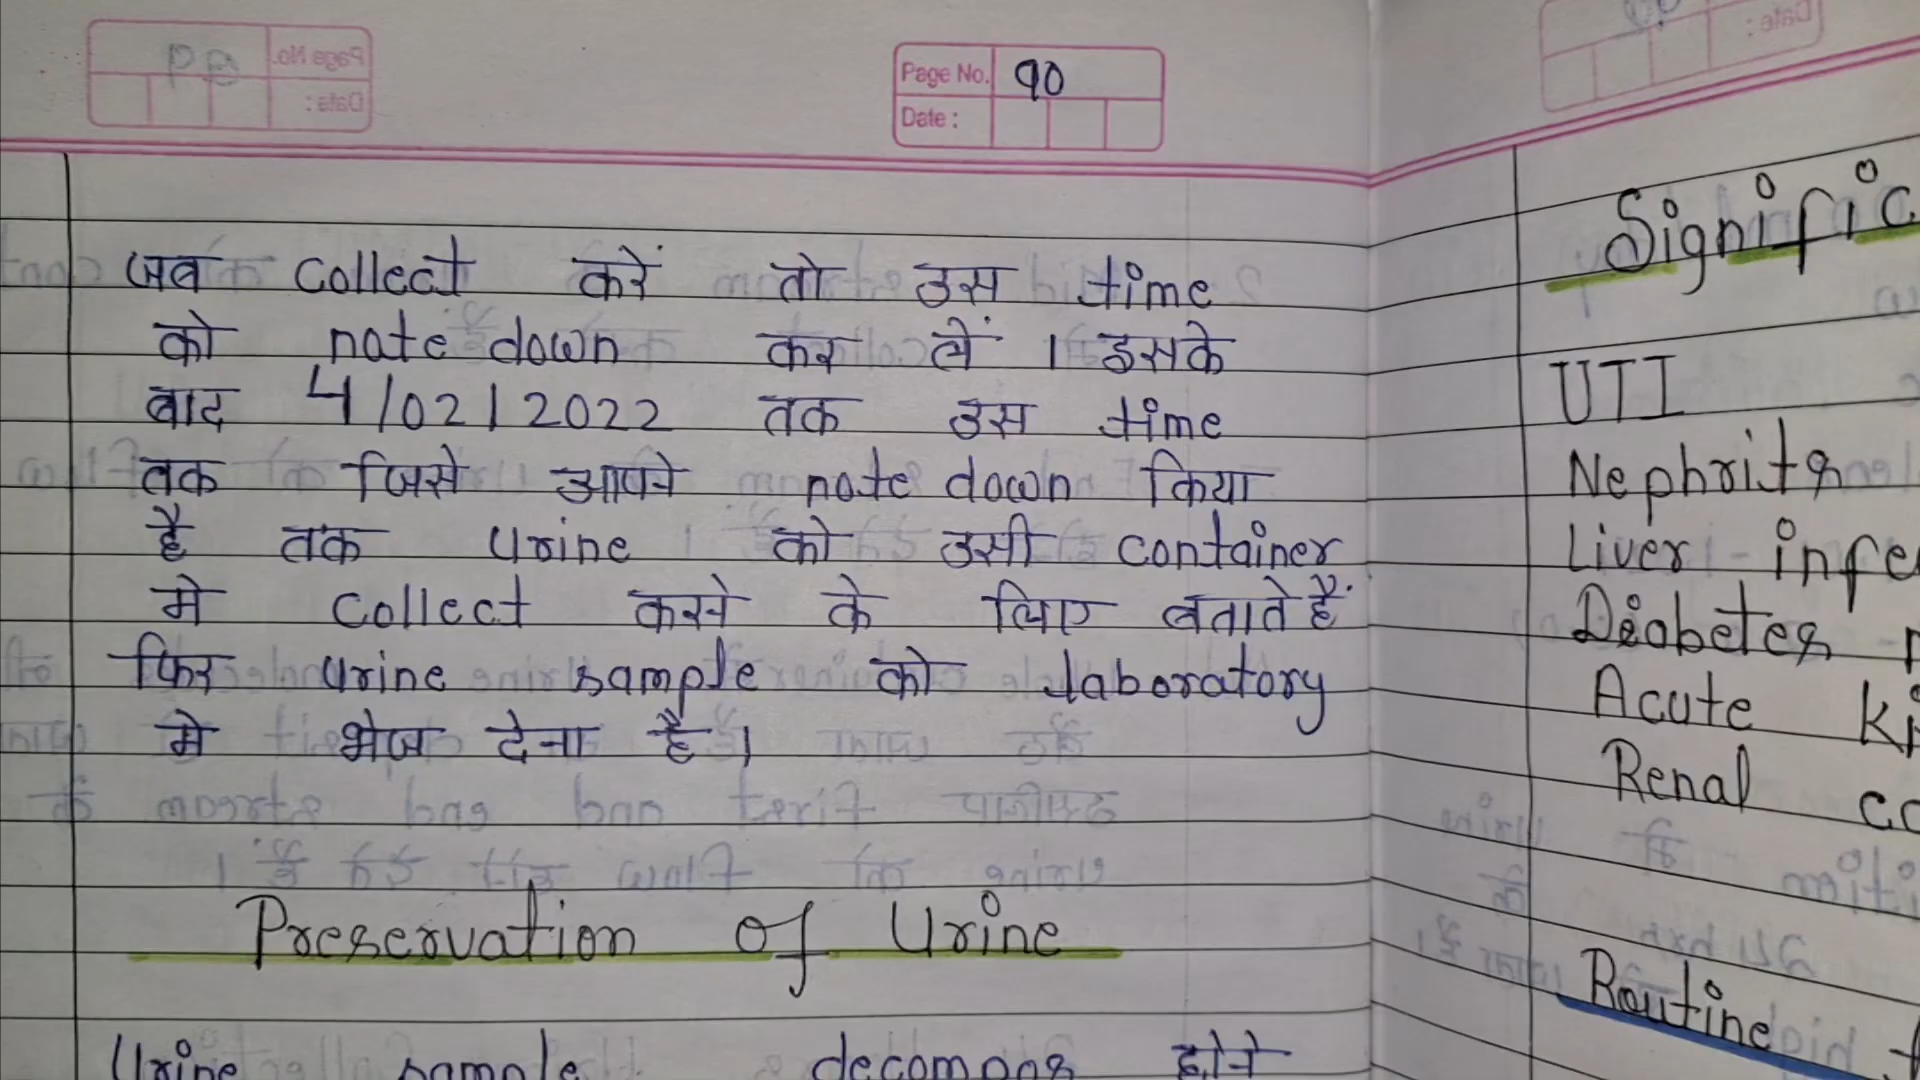 Page No. 90
Date :
जब collect करें तो उस time
को note down कर लें । इसके
बाद 4/02/2022 तक उस time
तक जिसे आपने note down किया
है तक urine को उसी container
मे collect करने के लिए बताते हैं
फिर urine sample को laboratory
मे भेज देना है।
Preservation of Urine
Urine sample decompos होने
Signific
UTI
Nephritis
Liver infe
Diabetes
Acute Ki
Renal co
Routine